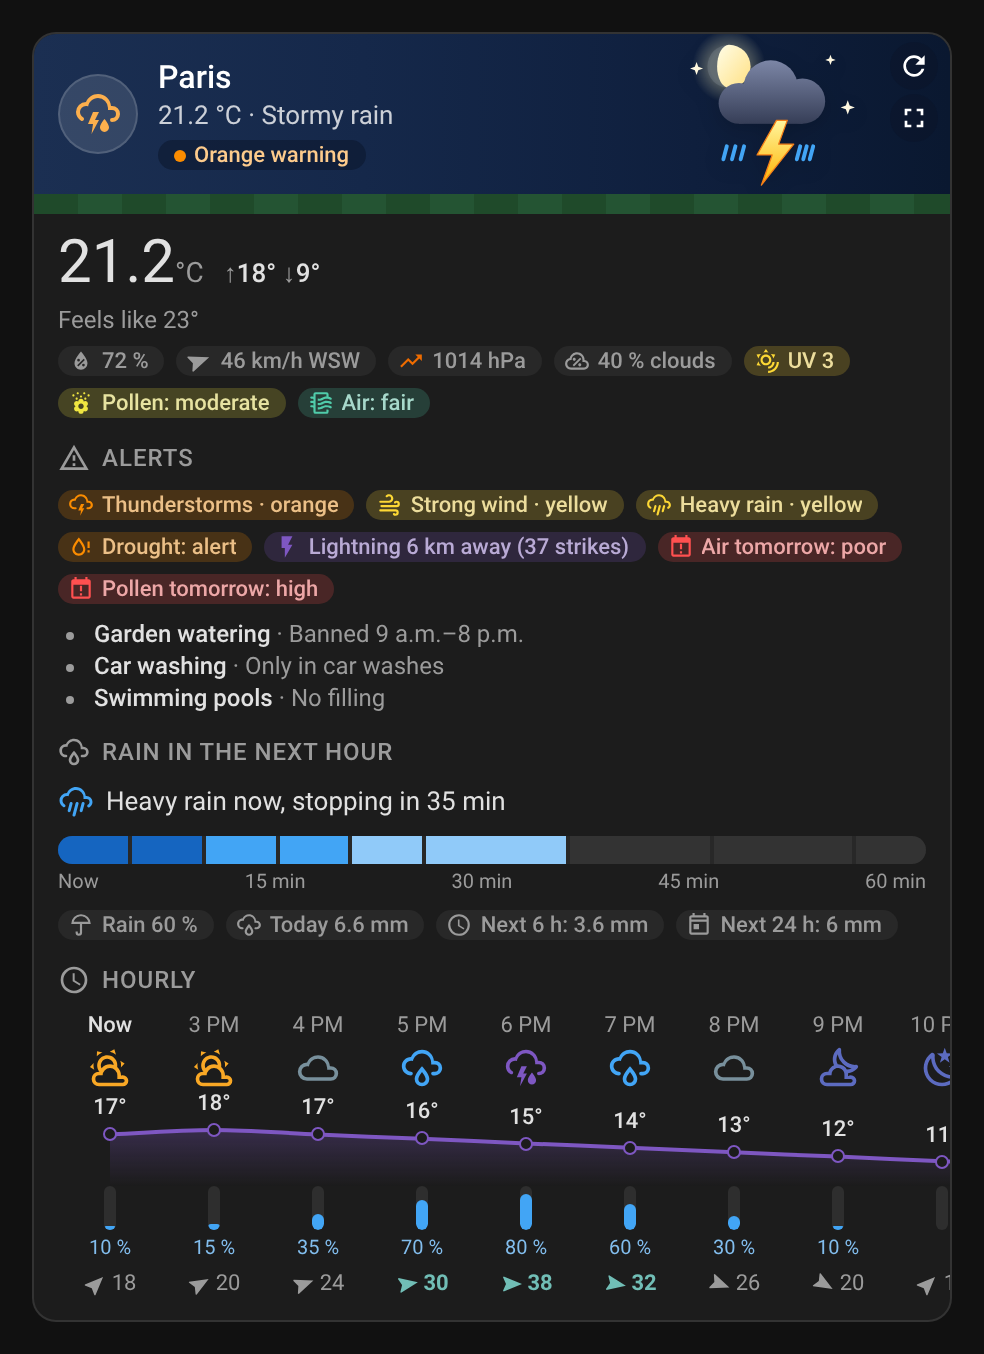 Paris
21.2 °C · Stormy rain
Orange warning
21.2 °C ↑18° ↓9°
Feels like 23°
72 % 46 km/h WSW 1014 hPa 40 % clouds UV 3
Pollen: moderate Air: fair
ALERTS
Thunderstorms · orange Strong wind · yellow Heavy rain · yellow
Drought: alert Lightning 6 km away (37 strikes) Air tomorrow: poor
Pollen tomorrow: high
• Garden watering · Banned 9 a.m.–8 p.m.
• Car washing · Only in car washes
• Swimming pools · No filling
RAIN IN THE NEXT HOUR
Heavy rain now, stopping in 35 min
Now 15 min 30 min 45 min 60 min
Rain 60 % Today 6.6 mm Next 6 h: 3.6 mm Next 24 h: 6 mm
HOURLY
Now 3 PM 4 PM 5 PM 6 PM 7 PM 8 PM 9 PM 10
17° 18° 17° 16° 15° 14° 13° 12° 11
10 % 15 % 35 % 70 % 80 % 60 % 30 % 10 %
18 20 24 30 38 32 26 20